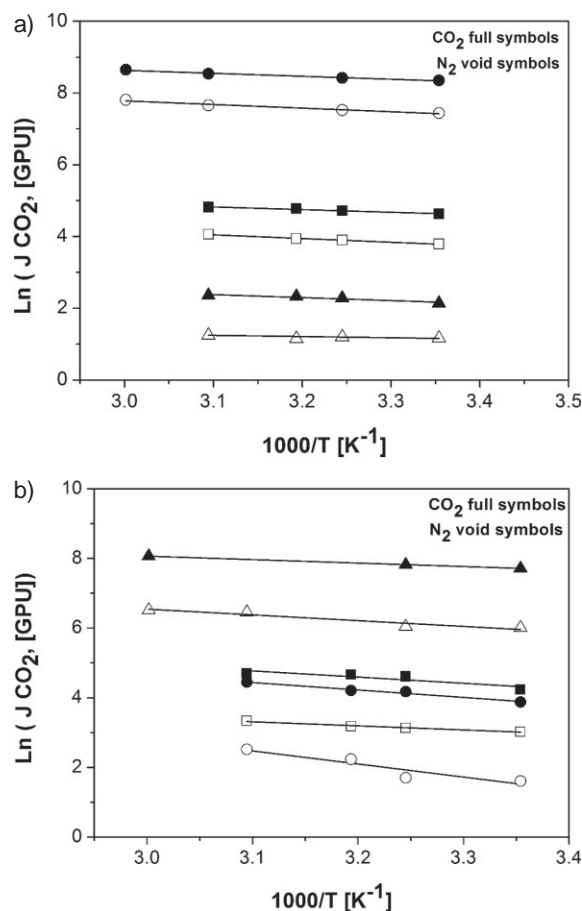 a)
10
CO2 full symbols
N2 void symbols
8
6
4
2
0
Ln ( J CO2, [GPU])
3.0 3.1 3.2 3.3 3.4 3.5
1000/T [K-1]
b)
10
CO2 full symbols
N2 void symbols
8
6
4
2
0
Ln ( J CO2, [GPU])
3.0 3.1 3.2 3.3 3.4
1000/T [K-1]